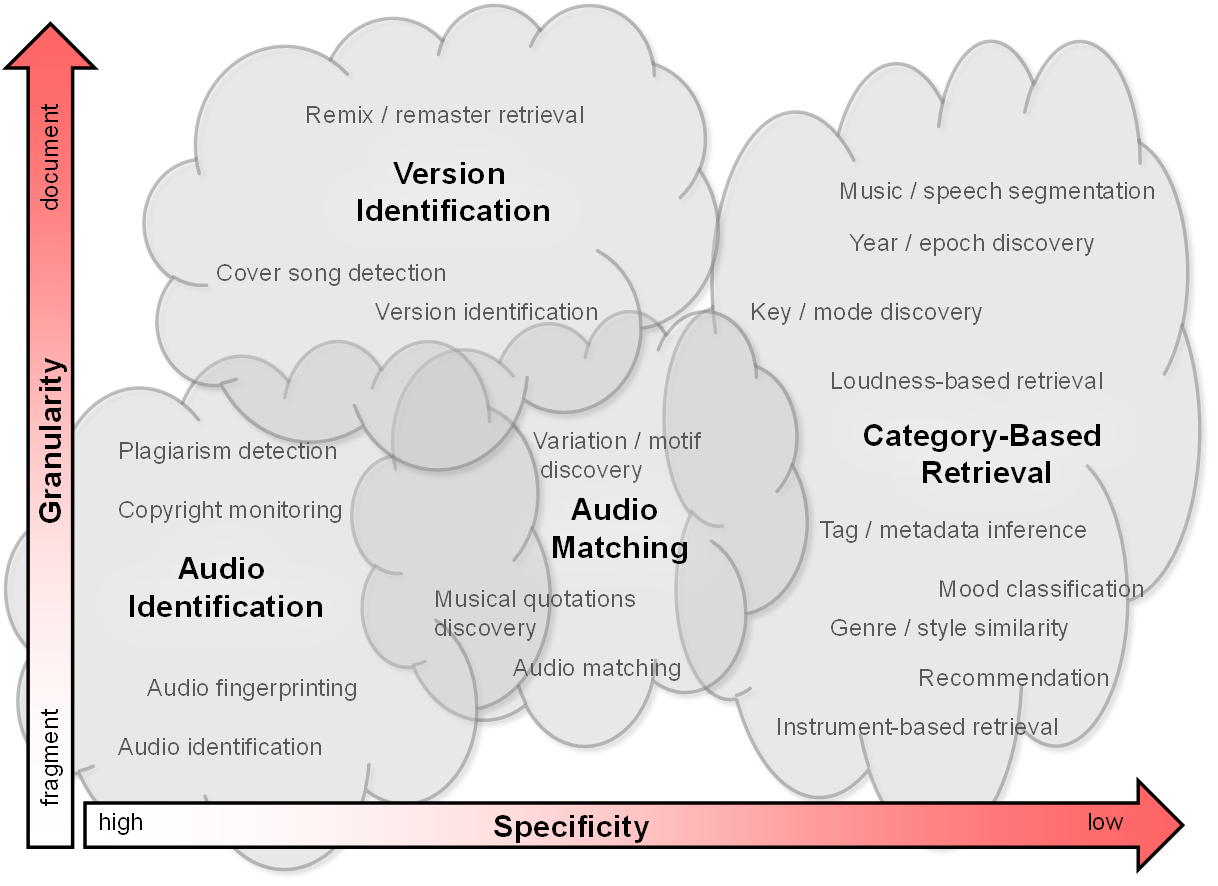 document
Granularity
fragment
Remix / remaster retrieval
Version
Identification
Cover song detection
Version identification
Music / speech segmentation
Year / epoch discovery
Key / mode discovery
Loudness-based retrieval
Category-Based
Retrieval
Tag / metadata inference
Mood classification
Genre / style similarity
Recommendation
Instrument-based retrieval
Plagiarism detection
Copyright monitoring
Audio
Identification
Audio fingerprinting
Audio identification
Variation / motif
discovery
Audio
Matching
Musical quotations
discovery
Audio matching
high
Specificity
low